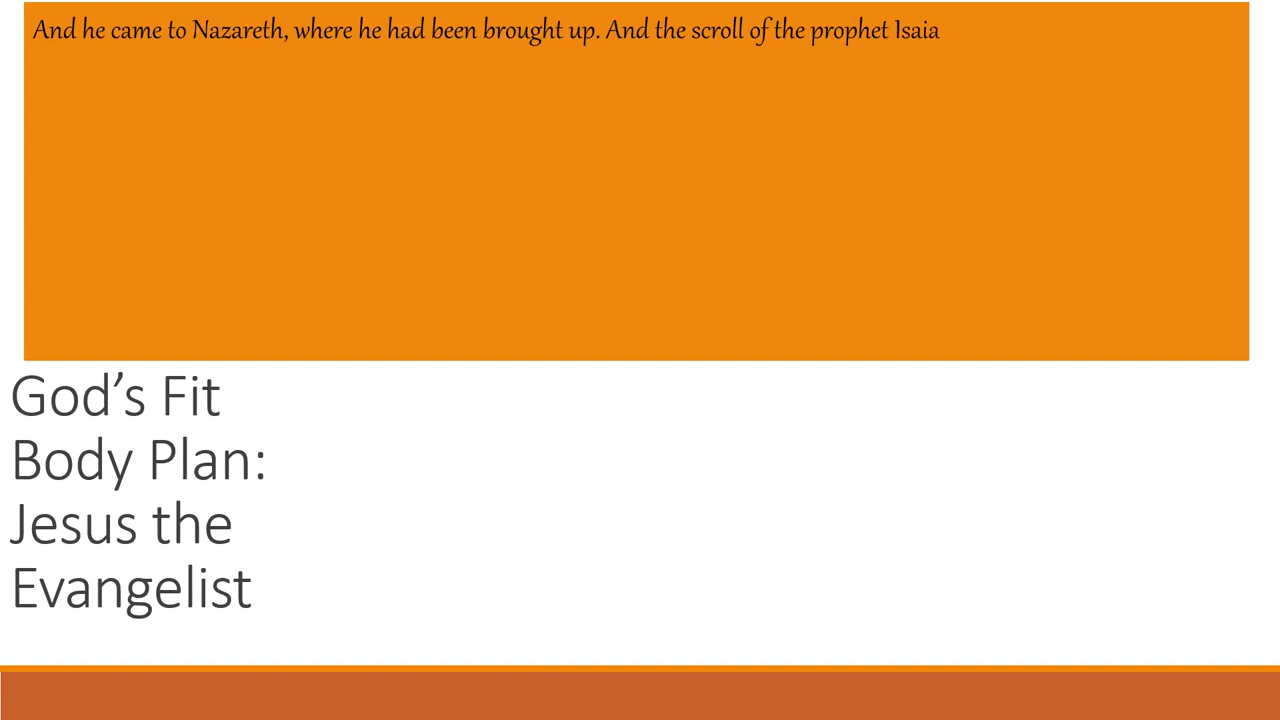 And he came to Nazareth, where he had been brought up. And the scroll of the prophet Isaia
God’s Fit
Body Plan:
Jesus the
Evangelist